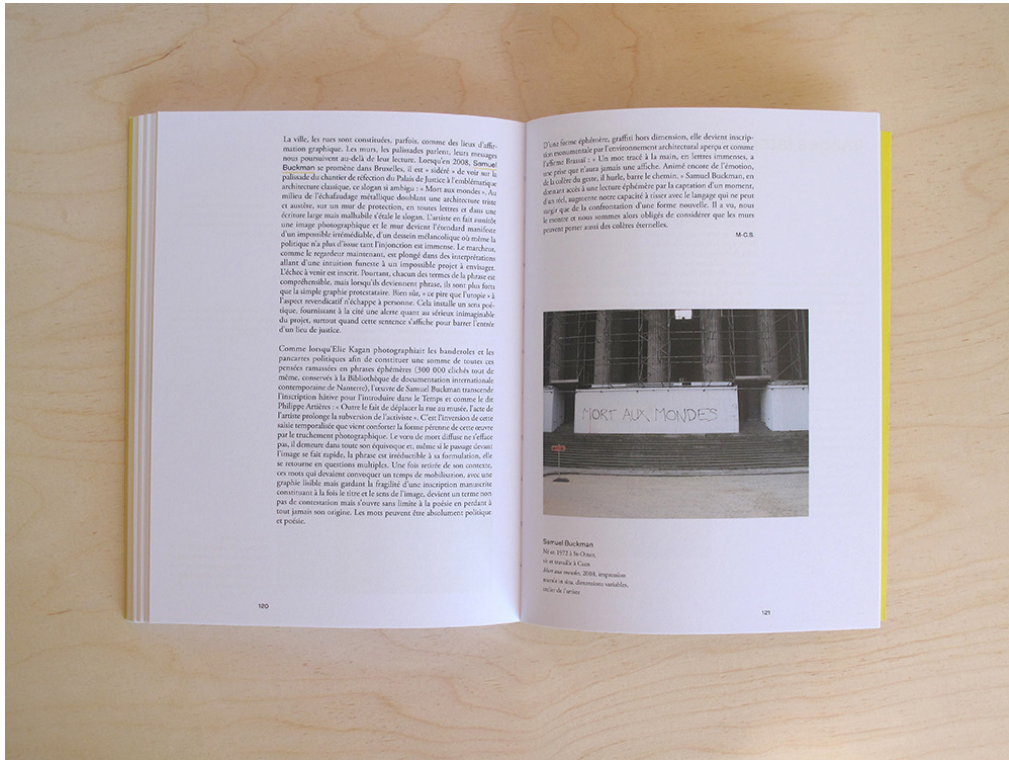 La ville, les rues sont constituées, parfois, comme des lieux d'affir-
mation graphique. Les murs, les palissades parlent, leurs messages
nous poursuivent au-delà de leur lecture. Lorsqu'en 2008, Samuel
Buckman se promène dans Bruxelles, il est « sidéré » de voir sur la
palissade du chantier de réfection du Palais de Justice à l'emblématique
architecture classique, ce slogan si ambigu : « Mort aux mondes ». Au
milieu de l'échafaudage métallique doublant une architecture triste
et austère, sur un mur de protection, en toutes lettres et dans une
écriture large mais malhabile s'étale le slogan. L'artiste en fait aussitôt
une image photographique et le mur devient l'étendard manifeste
d'un impossible irrémédiable, d'un dessein mélancolique où même la
politique n'a plus d'issue tant l'injonction est immense. Le marcheur,
comme le regardeur maintenant, est plongé dans des interprétations
allant d'une intuition funeste à un impossible projet à envisager.
L'échec à venir est inscrit. Pourtant, chacun des termes de la phrase est
compréhensible, mais lorsqu'ils deviennent phrase, ils sont plus forts
que la simple graphie protestataire. Bien sûr, « ce pire que l'utopie » à
l'aspect revendicatif n'échappe à personne. Cela installe un sens poé-
tique, fournissant à la cité une alerte quant au sérieux inimaginable
du projet, surtout quand cette sentence s'affiche pour barrer l'entrée
d'un lieu de justice.
Comme lorsqu'Elie Kagan photographiait les banderoles et les
pancartes politiques afin de constituer une somme de toutes ces
pensées ramassées en phrases éphémères (300 000 clichés tout de
même, conservés à la Bibliothèque de documentation internationale
contemporaine de Nanterre), l'œuvre de Samuel Buckman transcende
l'inscription hâtive pour l'introduire dans le Temps et comme le dit
Philippe Artières : « Outre le fait de déplacer la rue au musée, l'acte de
l'artiste prolonge la subversion de l'activiste ». C'est l'inversion de cette
saisie temporalisée que vient conforter la forme pérenne de cette œuvre
par le truchement photographique. Le vœu de mort diffuse ne s'efface
pas, il demeure dans toute son équivoque et, même si le passage devant
l'image se fait rapide, la phrase est irréductible à sa formulation, elle
se retourne en questions multiples. Une fois retirée de son contexte,
ces mots qui devaient convoquer un temps de mobilisation, avec une
graphie lisible mais gardant la fragilité d'une inscription manuscrite
constituant à la fois le titre et le sens de l'image, devient un terme non
pas de contestation mais s'ouvre sans limite à la poésie en perdant à
tout jamais son origine. Les mots peuvent être absolument politique
et poésie.
120
D'une forme éphémère, graffiti hors dimension, elle devient inscrip-
tion monumentale par l'environnement architectural aperçu et comme
l'affirme Brassaï : « Un mot tracé à la main, en lettres immenses, a
une prise que n'aura jamais une affiche. Animé encore de l'émotion,
de la colère du geste, il hurle, barre le chemin. » Samuel Buckman, en
donnant accès à une lecture éphémère par la captation d'un moment,
d'un réel, augmente notre capacité à tisser avec le langage qui ne peut
surgir que de la confrontation d'une forme nouvelle. Il a vu, nous
le montre et nous sommes alors obligés de considérer que les murs
peuvent porter aussi des colères éternelles.
M-C.S.
MORT AUX MONDES
Samuel Buckman
Né en 1972 à St-Omer,
vit et travaille à Caen
Mort aux mondes, 2008, impression
murale in situ, dimensions variables,
atelier de l'artiste
121